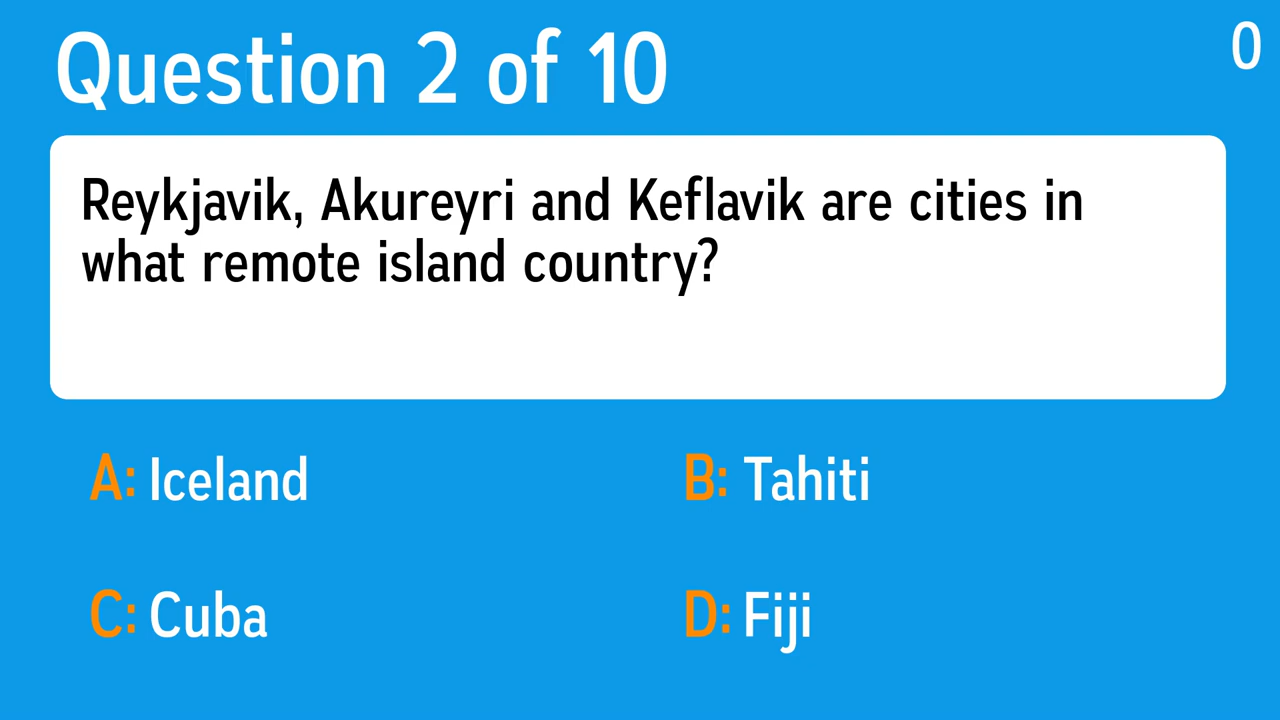 Question 2 of 10
0
Reykjavik, Akureyri and Keflavik are cities in
what remote island country?
A: Iceland
B: Tahiti
C: Cuba
D: Fiji